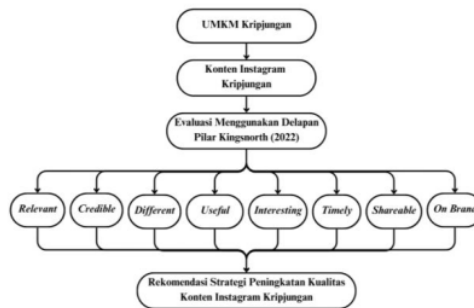 UMKM Kripjungan
Konten Instagram
Kripjungan
Evaluasi Menggunakan Delapan
Pilar Kingsnorth (2022)
Relevant Credible Different Useful Interesting Timely Shareable On Brand
Rekomendasi Strategi Peningkatan Kualitas
Konten Instagram Kripjungan